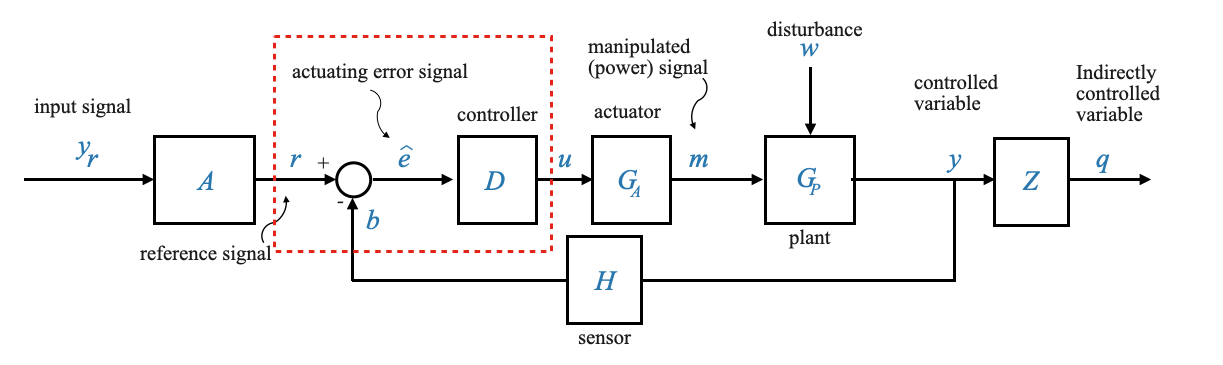 disturbance
w
manipulated
(power) signal
actuating error signal
controlled
variable
Indirectly
controlled
variable
input signal
controller
actuator
y_r
r
+
ê
u
m
y
q
A
D
G_A
G_P
Z
-
b
reference signal
plant
H
sensor